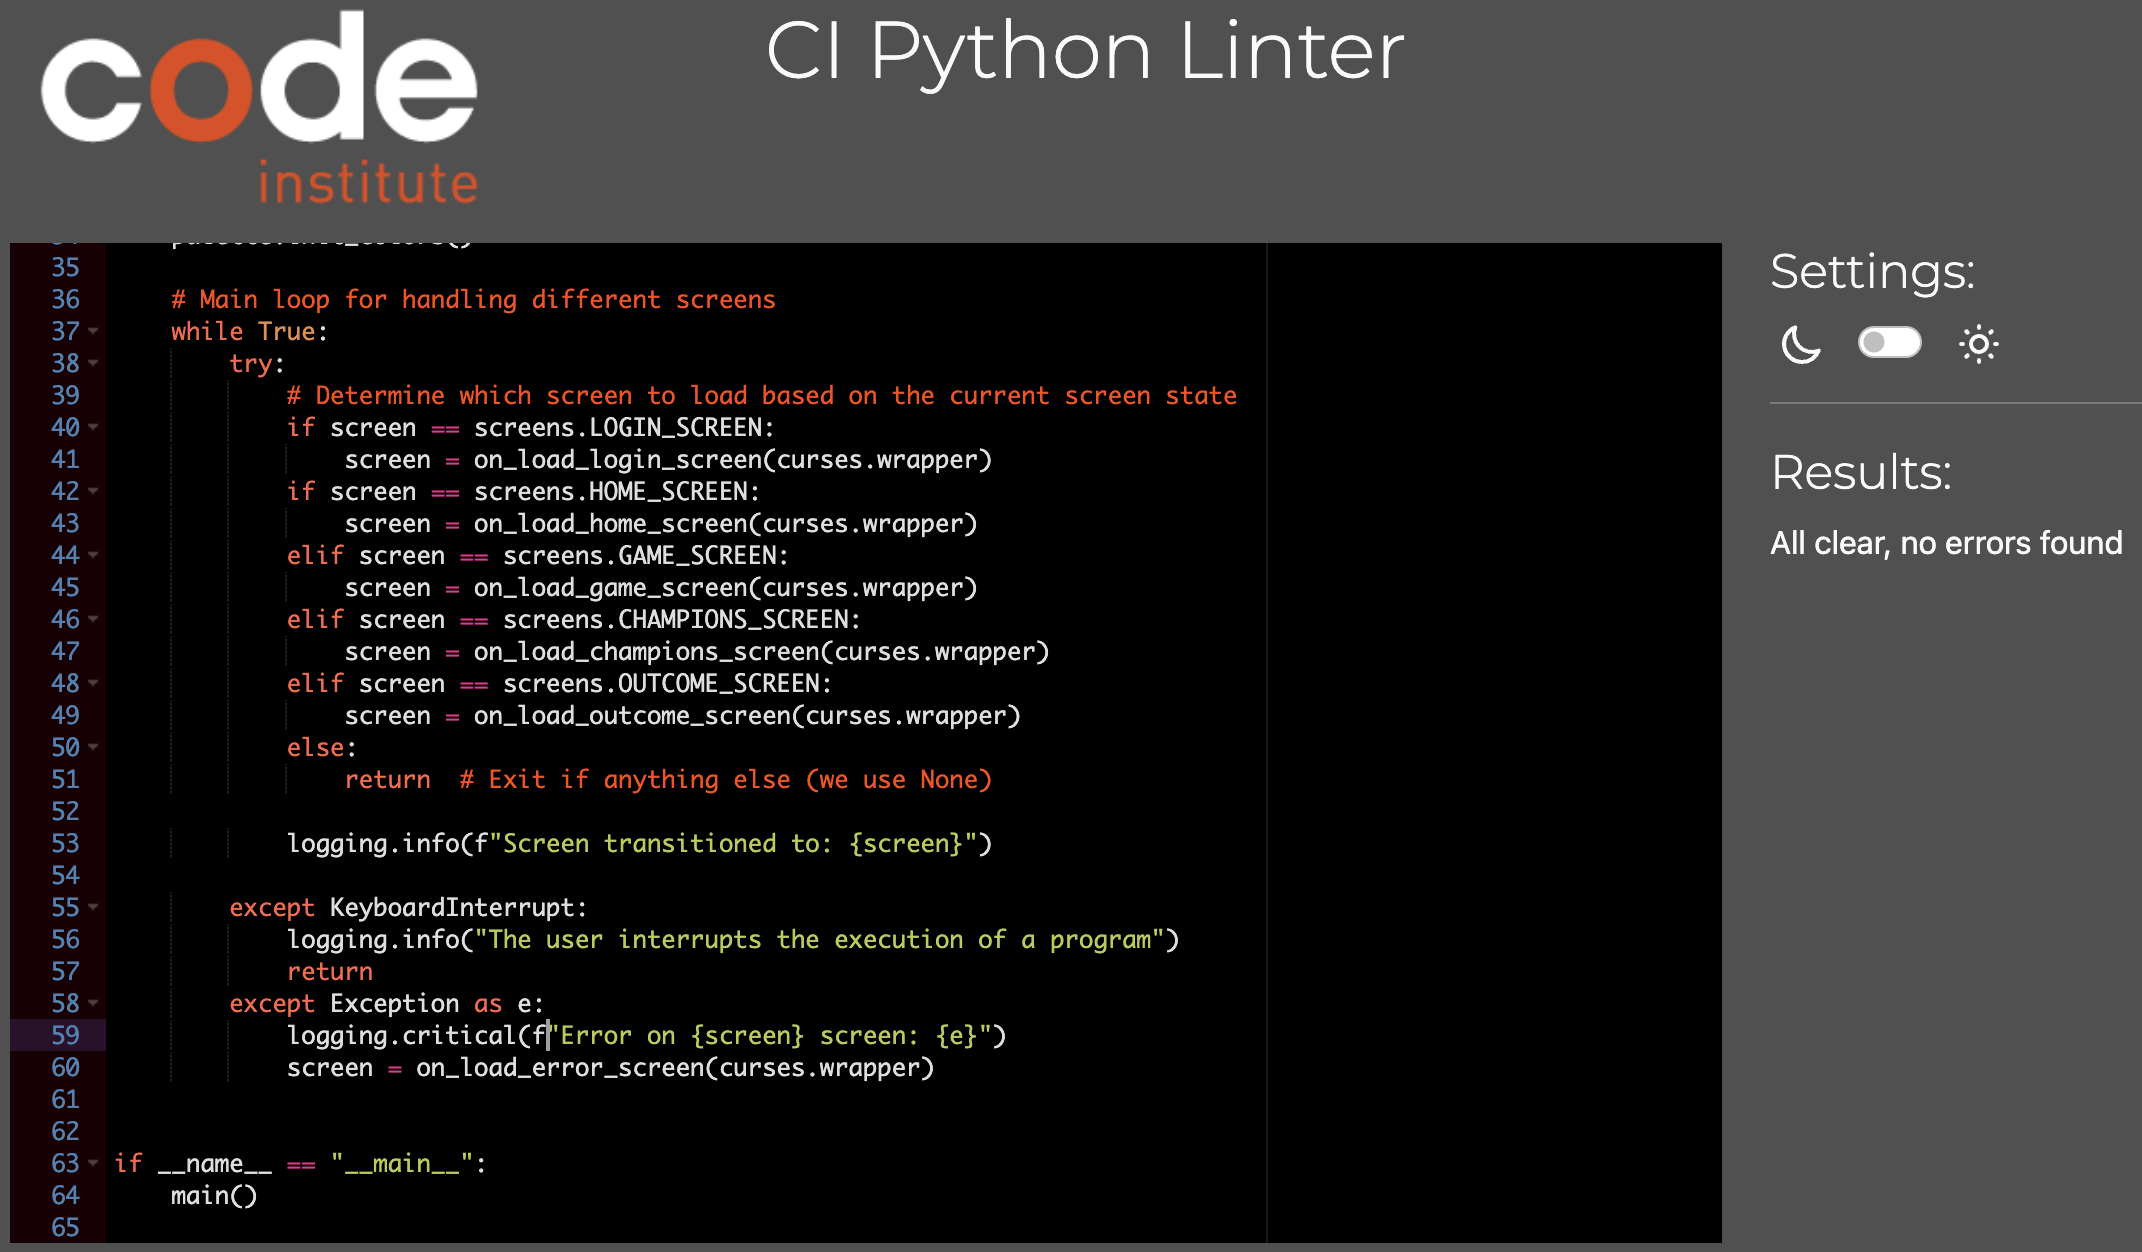 code
institute
CI Python Linter
35
36     # Main loop for handling different screens
37     while True:
38         try:
39             # Determine which screen to load based on the current screen state
40             if screen == screens.LOGIN_SCREEN:
41                 screen = on_load_login_screen(curses.wrapper)
42             if screen == screens.HOME_SCREEN:
43                 screen = on_load_home_screen(curses.wrapper)
44             elif screen == screens.GAME_SCREEN:
45                 screen = on_load_game_screen(curses.wrapper)
46             elif screen == screens.CHAMPIONS_SCREEN:
47                 screen = on_load_champions_screen(curses.wrapper)
48             elif screen == screens.OUTCOME_SCREEN:
49                 screen = on_load_outcome_screen(curses.wrapper)
50             else:
51                 return  # Exit if anything else (we use None)
52
53             logging.info(f"Screen transitioned to: {screen}")
54
55         except KeyboardInterrupt:
56             logging.info("The user interrupts the execution of a program")
57             return
58         except Exception as e:
59             logging.critical(f"Error on {screen} screen: {e}")
60             screen = on_load_error_screen(curses.wrapper)
61
62
63 if __name__ == "__main__":
64     main()
65
Settings:
Results:
All clear, no errors found